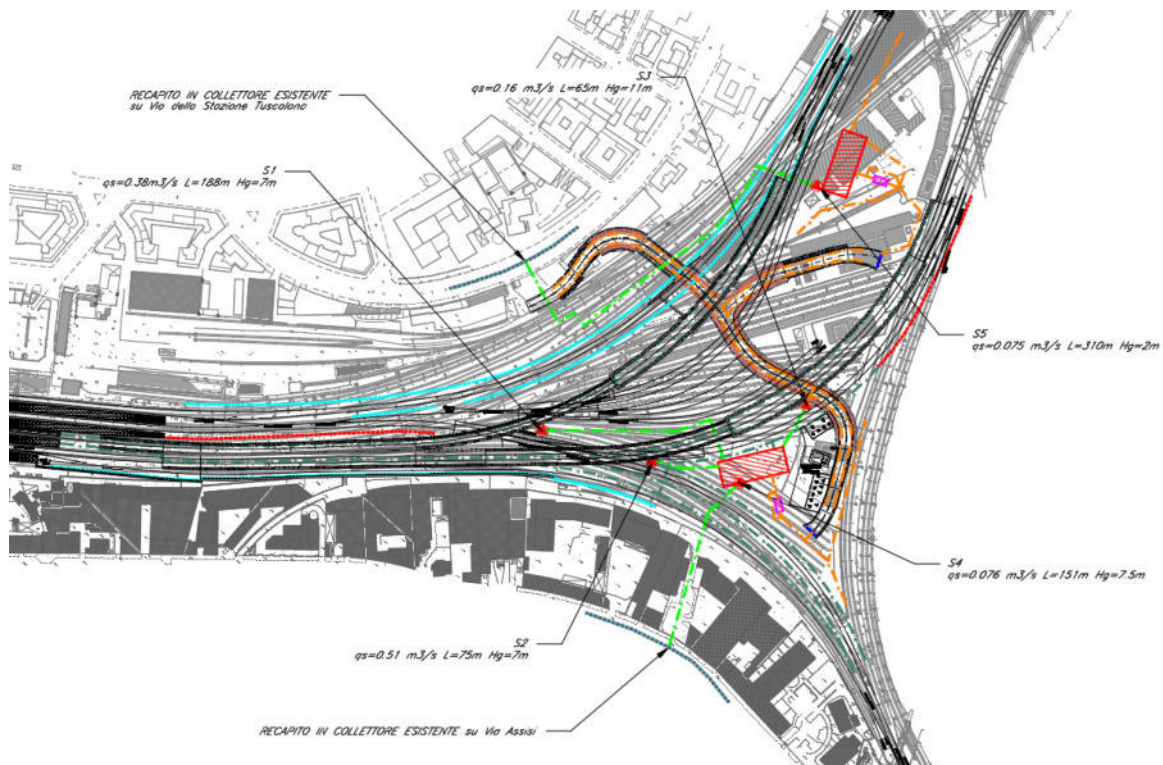 RECAPITO IN COLLETTORE ESISTENTE
su Via della Stazione Tuscolana
S3
qs=0.16 m3/s L=65m Hg=11m
S1
qs=0.38m3/s L=188m Hg=7m
S5
qs=0.075 m3/s L=310m Hg=2m
S4
qs=0.076 m3/s L=151m Hg=7.5m
S2
qs=0.51 m3/s L=75m Hg=7m
RECAPITO IN COLLETTORE ESISTENTE su Via Assisi